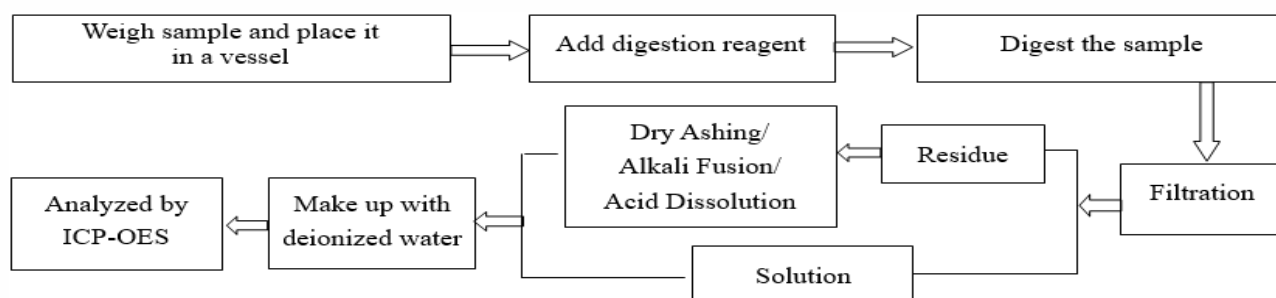 Weigh sample and place it
in a vessel
Add digestion reagent
Digest the sample
Filtration
Residue
Dry Ashing/
Alkali Fusion/
Acid Dissolution
Solution
Make up with
deionized water
Analyzed by
ICP-OES